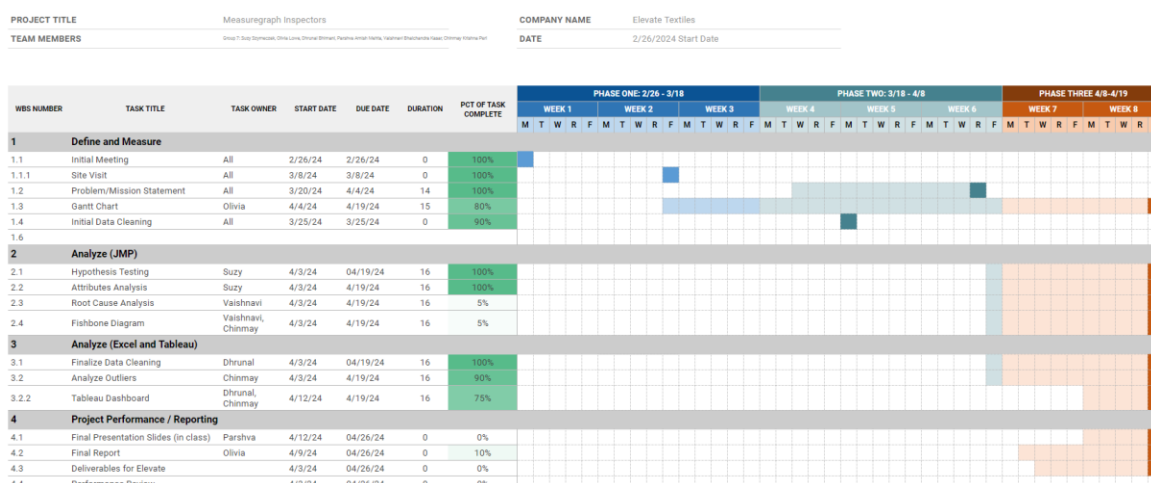 PROJECT TITLE Measuregraph Inspectors COMPANY NAME Elevate Textiles
TEAM MEMBERS DATE 2/26/2024 Start Date
PHASE ONE: 2/26 - 3/18 PHASE TWO: 3/18 - 4/8 PHASE THREE 4/8-4/19
WBS NUMBER TASK TITLE TASK OWNER START DATE DUE DATE DURATION PCT OF TASK COMPLETE
WEEK 1 WEEK 2 WEEK 3 WEEK 4 WEEK 5 WEEK 6 WEEK 7 WEEK 8
M T W R F M T W R F M T W R F M T W R F M T W R F M T W R F M T W R F M T W R
1 Define and Measure
1.1 Initial Meeting All 2/26/24 2/26/24 0 100%
1.1.1 Site Visit All 3/8/24 3/8/24 0 100%
1.2 Problem/Mission Statement All 3/20/24 4/4/24 14 100%
1.3 Gantt Chart Olivia 4/4/24 4/19/24 15 80%
1.4 Initial Data Cleaning All 3/25/24 3/25/24 0 90%
1.6
2 Analyze (JMP)
2.1 Hypothesis Testing Suzy 4/3/24 04/19/24 16 100%
2.2 Attributes Analysis Suzy 4/3/24 4/19/24 16 100%
2.3 Root Cause Analysis Vaishnavi 4/3/24 4/19/24 16 5%
2.4 Fishbone Diagram Vaishnavi, Chinmay 4/3/24 4/19/24 16 5%
3 Analyze (Excel and Tableau)
3.1 Finalize Data Cleaning Dhrunal 4/3/24 04/19/24 16 100%
3.2 Analyze Outliers Chinmay 4/3/24 4/19/24 16 90%
3.2.2 Tableau Dashboard Dhrunal, Chinmay 4/12/24 4/19/24 16 75%
4 Project Performance / Reporting
4.1 Final Presentation Slides (in class) Parshva 4/12/24 04/26/24 0 0%
4.2 Final Report Olivia 4/9/24 04/26/24 0 10%
4.3 Deliverables for Elevate 4/3/24 04/26/24 0 0%